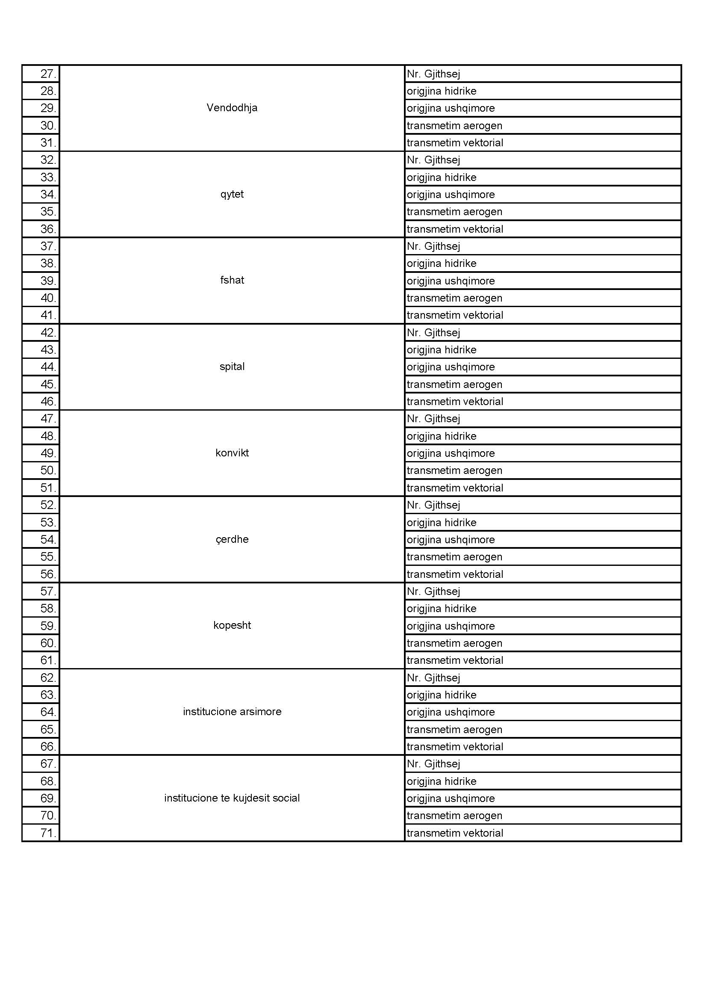 27. Nr. Gjithsej
28. origjina hidrike
29. Vendodhja origjina ushqimore
30. transmetim aerogen
31. transmetim vektorial
32. Nr. Gjithsej
33. origjina hidrike
34. qytet origjina ushqimore
35. transmetim aerogen
36. transmetim vektorial
37. Nr. Gjithsej
38. origjina hidrike
39. fshat origjina ushqimore
40. transmetim aerogen
41. transmetim vektorial
42. Nr. Gjithsej
43. origjina hidrike
44. spital origjina ushqimore
45. transmetim aerogen
46. transmetim vektorial
47. Nr. Gjithsej
48. origjina hidrike
49. konvikt origjina ushqimore
50. transmetim aerogen
51. transmetim vektorial
52. Nr. Gjithsej
53. origjina hidrike
54. çerdhe origjina ushqimore
55. transmetim aerogen
56. transmetim vektorial
57. Nr. Gjithsej
58. origjina hidrike
59. kopesht origjina ushqimore
60. transmetim aerogen
61. transmetim vektorial
62. Nr. Gjithsej
63. origjina hidrike
64. institucione arsimore origjina ushqimore
65. transmetim aerogen
66. transmetim vektorial
67. Nr. Gjithsej
68. origjina hidrike
69. institucione te kujdesit social origjina ushqimore
70. transmetim aerogen
71. transmetim vektorial